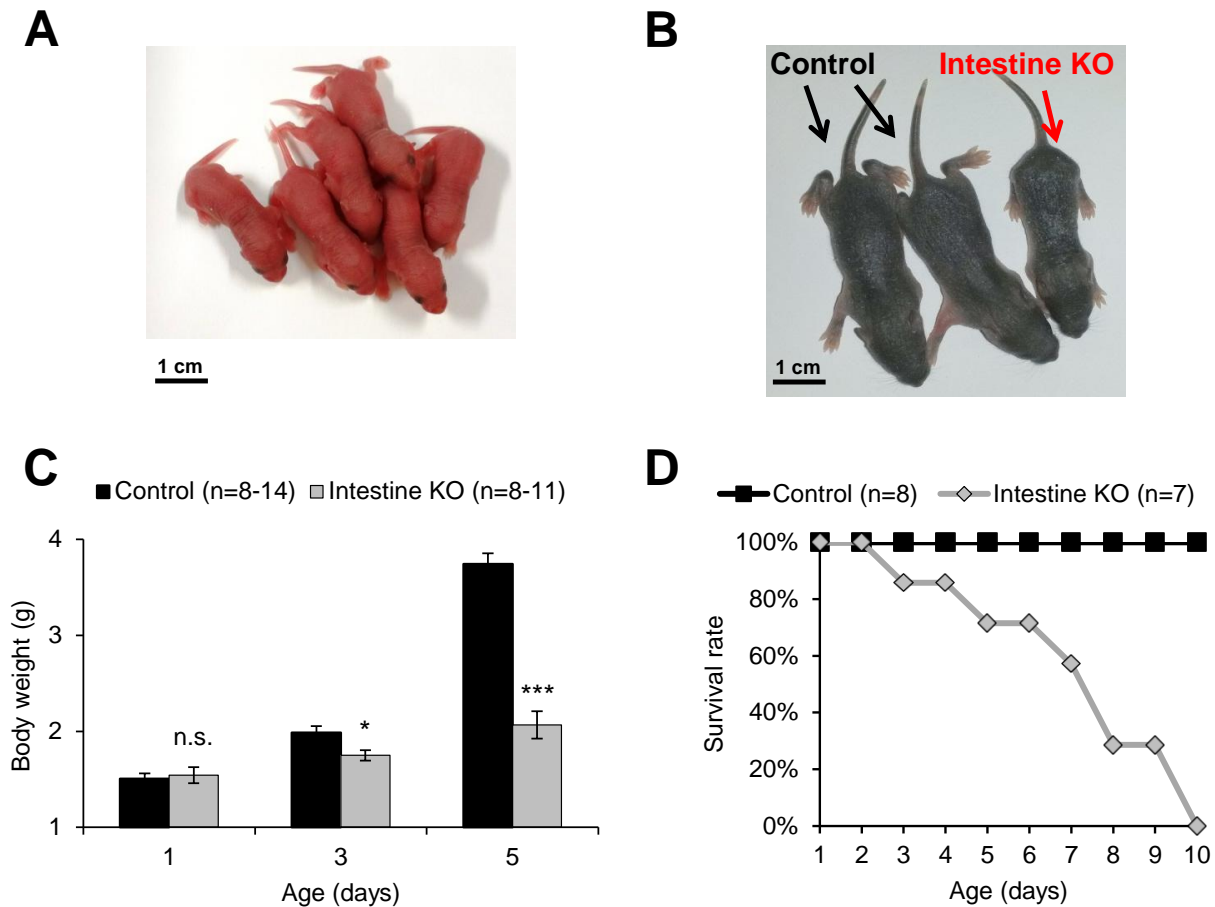 A
1 cm
B
Control Intestine KO
1 cm
C
Control (n=8-14) Intestine KO (n=8-11)
Body weight (g)
4
3
2
1
n.s.
*
***
1 3 5
Age (days)
D
Control (n=8) Intestine KO (n=7)
Survival rate
100%
80%
60%
40%
20%
0%
1 2 3 4 5 6 7 8 9 10
Age (days)